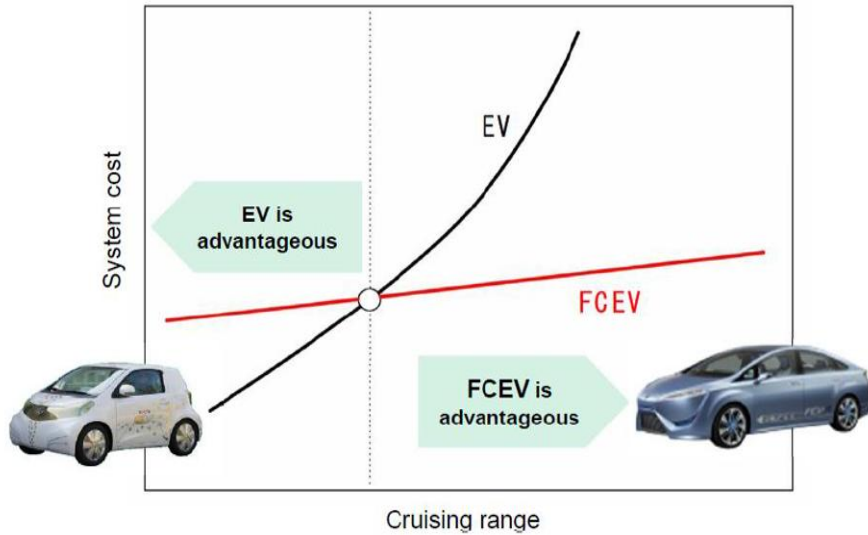 EV
EV is
advantageous
System cost
FCEV
FCEV is
advantageous
Cruising range